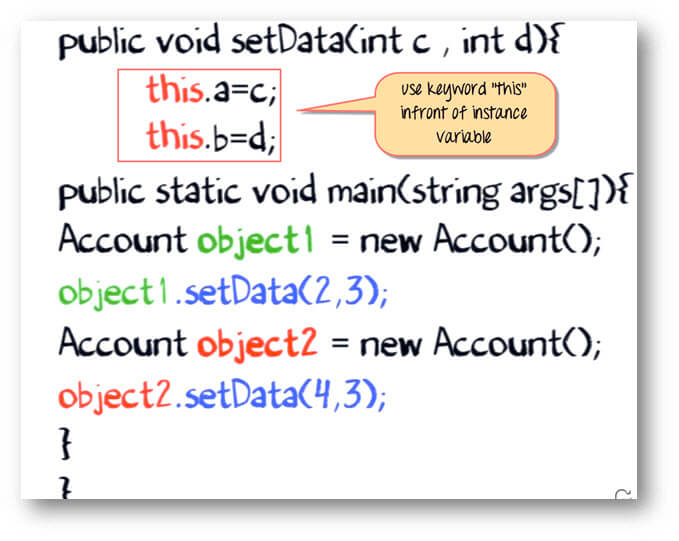 public void setData(int c , int d){
this.a=c;
this.b=d;
use keyword "this"
infront of instance
variable
public static void main(string args[]){
Account object1 = new Account();
object1.setData(2,3);
Account object2 = new Account();
object2.setData(4,3);
}
}